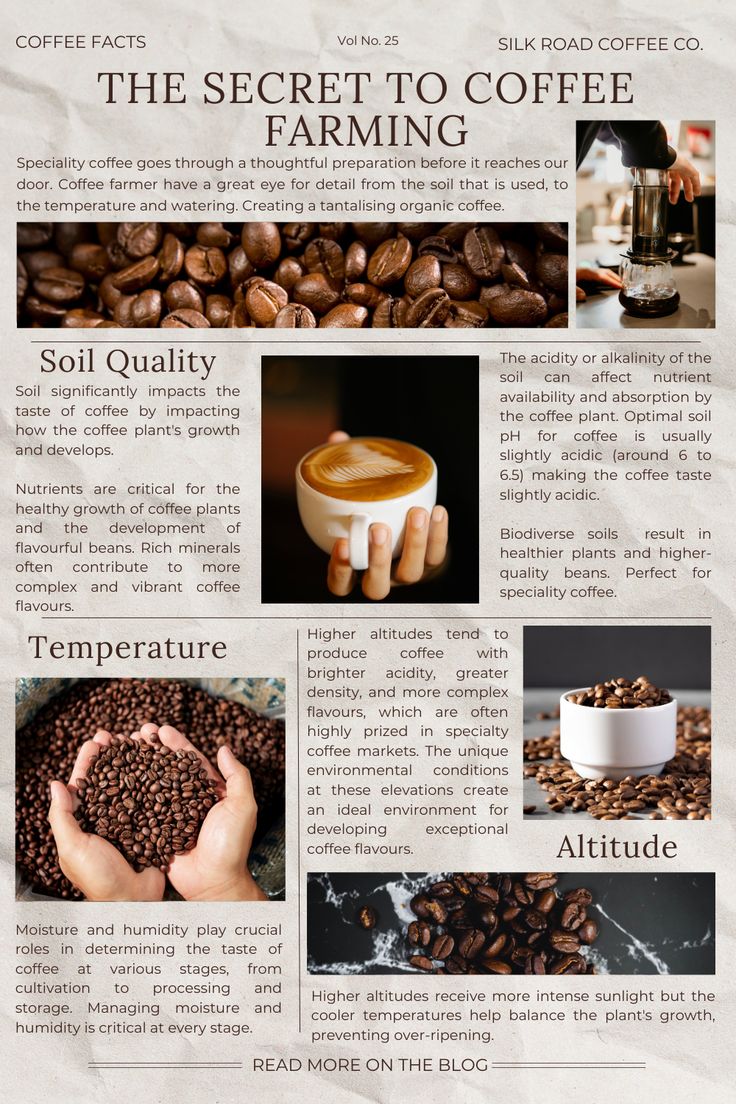 COFFEE FACTS
Vol No. 25
SILK ROAD COFFEE CO.
THE SECRET TO COFFEE
FARMING
Speciality coffee goes through a thoughtful preparation before it reaches our
door. Coffee farmer have a great eye for detail from the soil that is used, to
the temperature and watering. Creating a tantalising organic coffee.
Soil Quality
Soil significantly impacts the
taste of coffee by impacting
how the coffee plant's growth
and develops.
Nutrients are critical for the
healthy growth of coffee plants
and the development of
flavourful beans. Rich minerals
often contribute to more
complex and vibrant coffee
flavours.
The acidity or alkalinity of the
soil can affect nutrient
availability and absorption by
the coffee plant. Optimal soil
pH for coffee is usually
slightly acidic (around 6 to
6.5) making the coffee taste
slightly acidic.
Biodiverse soils result in
healthier plants and higher-
quality beans. Perfect for
speciality coffee.
Temperature
Moisture and humidity play crucial
roles in determining the taste of
coffee at various stages, from
cultivation to processing and
storage. Managing moisture and
humidity is critical at every stage.
Higher altitudes tend to
produce coffee with
brighter acidity, greater
density, and more complex
flavours, which are often
highly prized in specialty
coffee markets. The unique
environmental conditions
at these elevations create
an ideal environment for
developing exceptional
coffee flavours.
Altitude
Higher altitudes receive more intense sunlight but the
cooler temperatures help balance the plant's growth,
preventing over-ripening.
READ MORE ON THE BLOG